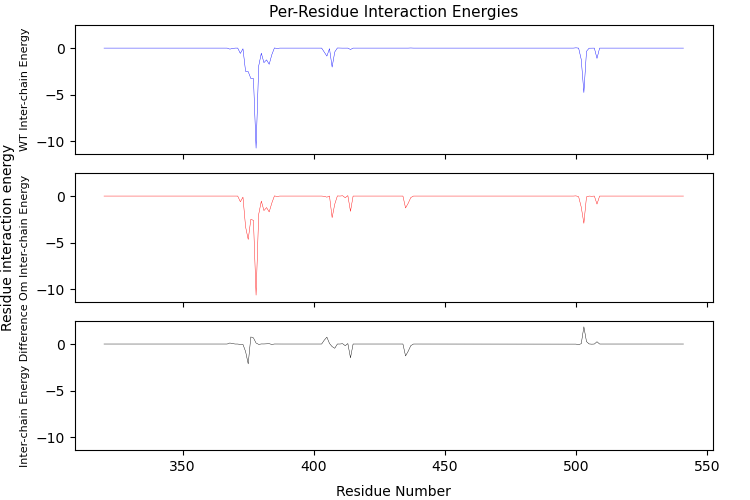 Per-Residue Interaction Energies
Residue interaction energy
WT Inter-chain Energy
0
−5
−10
Om Inter-chain Energy
0
−5
−10
Inter-chain Energy Difference
0
−5
−10
350
400
450
500
550
Residue Number